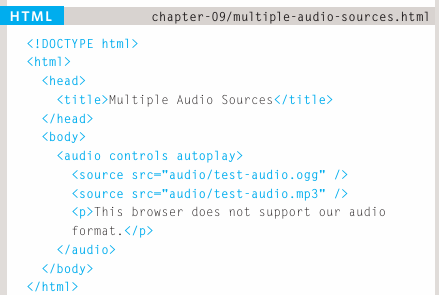 HTML
chapter-09/multiple-audio-sources.html
<!DOCTYPE html>
<html>
<head>
<title>Multiple Audio Sources</title>
</head>
<body>
<audio controls autoplay>
<source src="audio/test-audio.ogg" />
<source src="audio/test-audio.mp3" />
<p>This browser does not support our audio
format.</p>
</audio>
</body>
</html>